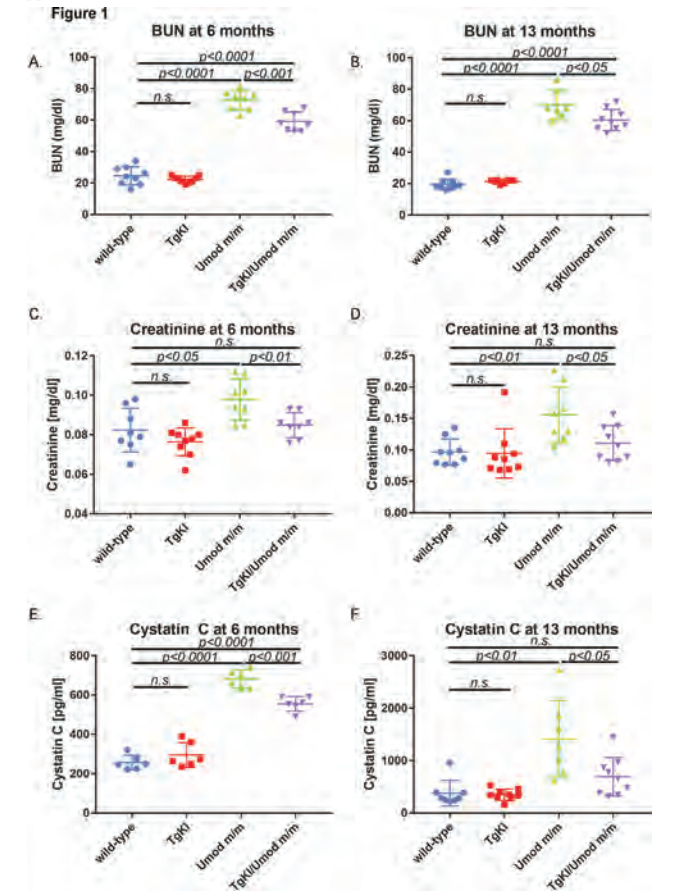 Figure 1
A.
BUN at 6 months
p<0.0001
p<0.0001 p<0.001
n.s.
BUN (mg/dl)
100
80
60
40
20
0
wild-type
TgKI
Umod m/m
TgKI/Umod m/m
B.
BUN at 13 months
p<0.0001
p<0.0001 p<0.05
n.s.
BUN (mg/dl)
100
80
60
40
20
0
wild-type
TgKI
Umod m/m
TgKI/Umod m/m
C.
Creatinine at 6 months
n.s.
p<0.05 p<0.01
n.s.
Creatinine [mg/dl]
0.12
0.10
0.08
0.06
0.04
wild-type
TgKI
Umod m/m
TgKI/Umod m/m
D.
Creatinine at 13 months
n.s.
p<0.01 p<0.05
n.s.
Creatinine [mg/dl]
0.25
0.20
0.15
0.10
0.05
0.00
wild-type
TgKI
Umod m/m
TgKI/Umod m/m
E.
Cystatin C at 6 months
p<0.0001
p<0.0001 p<0.001
n.s.
Cystatin C [pg/ml]
800
600
400
200
0
wild-type
TgKI
Umod m/m
TgKI/Umod m/m
F.
Cystatin C at 13 months
n.s.
p<0.01 p<0.05
n.s.
Cystatin C [pg/ml]
3000
2000
1000
0
wild-type
TgKI
Umod m/m
TgKI/Umod m/m